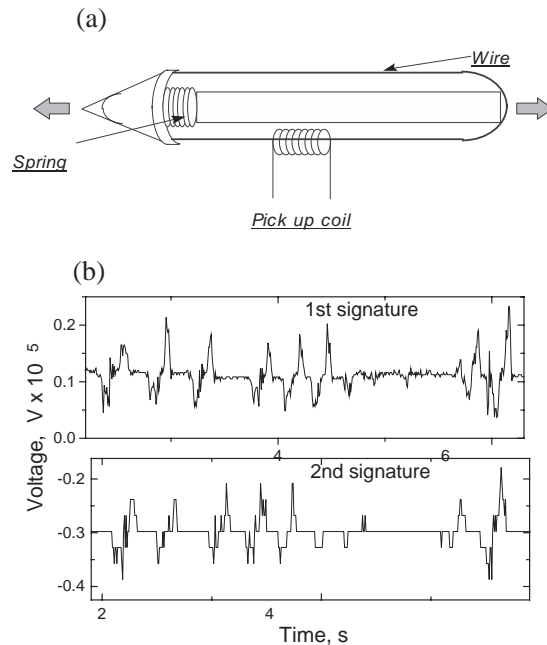 (a)
Wire
Spring
Pick up coil
(b)
1st signature
0.2
0.1
0.0
4
6
Voltage, V x 10 5
2nd signature
-0.2
-0.3
-0.4
2
4
Time, s